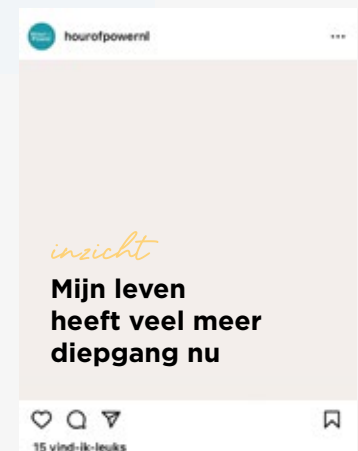 hourofpowernl
inzicht
Mijn leven
heeft veel meer
diepgang nu
15 vind-ik-leuks